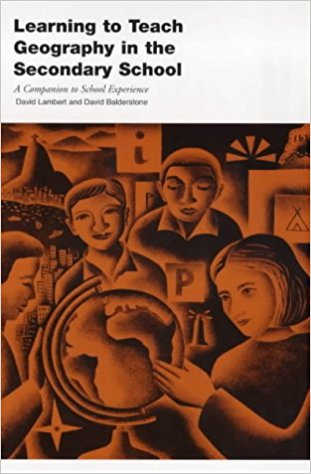 Learning to Teach
Geography in the
Secondary School
A Companion to School Experience
David Lambert and David Balderstone
i
(b)
P